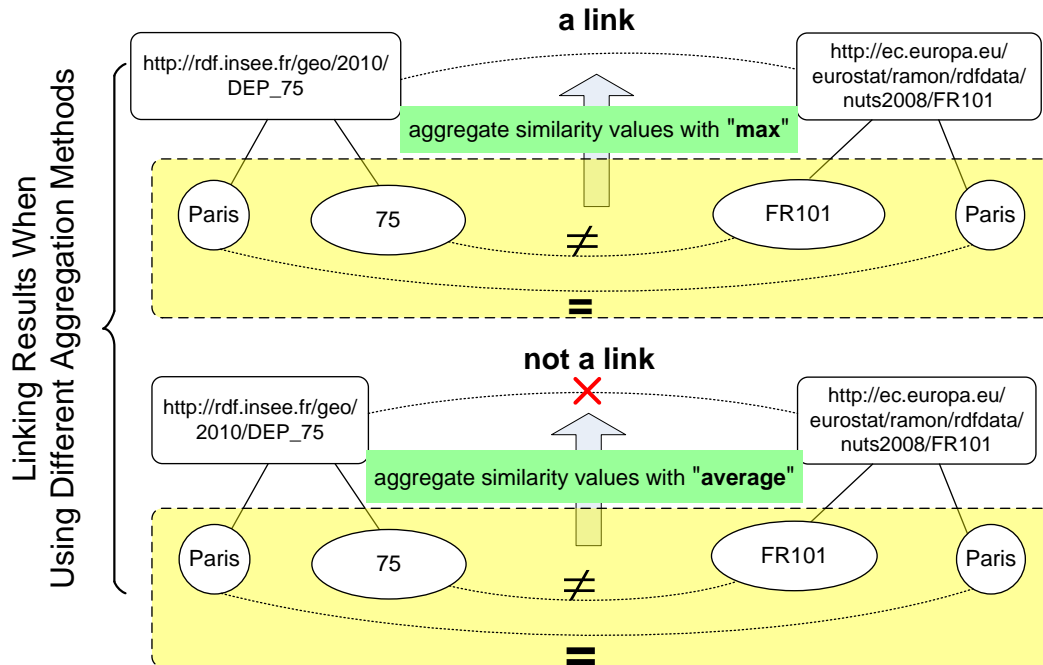 Linking Results When
Using Different Aggregation Methods
a link
http://rdf.insee.fr/geo/2010/
DEP_75
http://ec.europa.eu/
eurostat/ramon/rdfdata/
nuts2008/FR101
aggregate similarity values with "max"
Paris
75
FR101
Paris
≠
=
not a link
http://rdf.insee.fr/geo/
2010/DEP_75
http://ec.europa.eu/
eurostat/ramon/rdfdata/
nuts2008/FR101
aggregate similarity values with "average"
Paris
75
FR101
Paris
≠
=